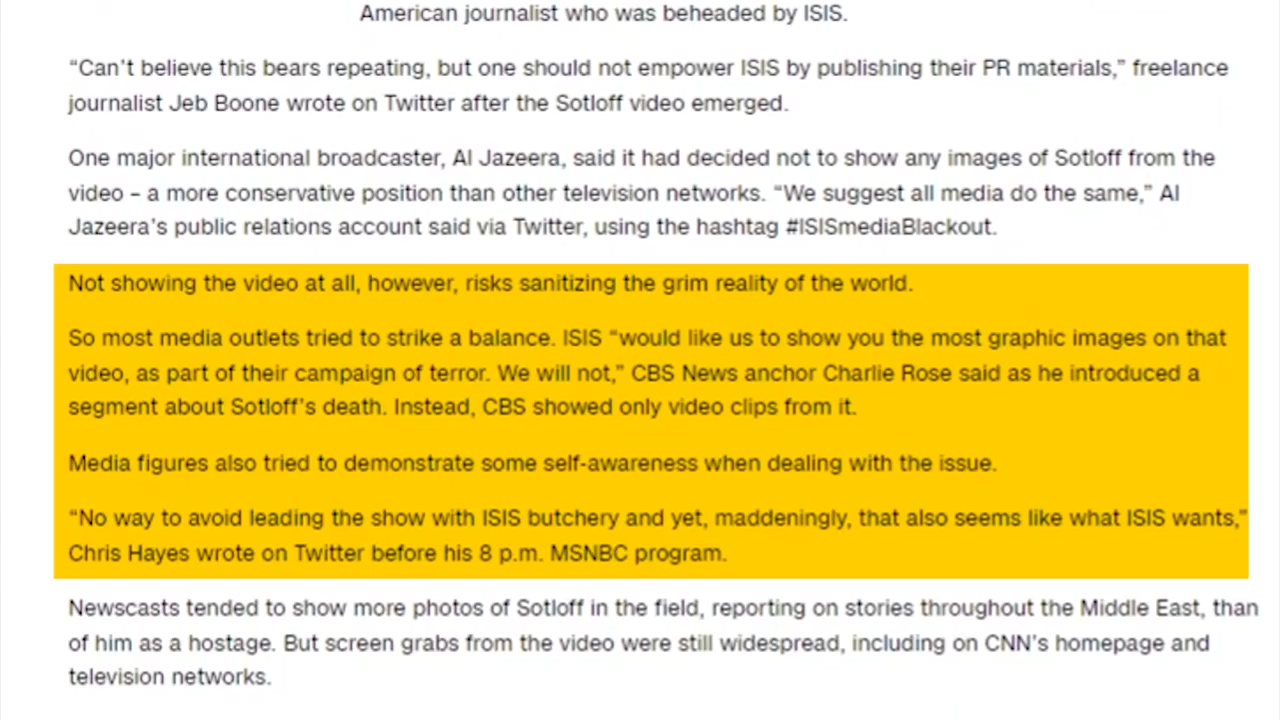 American journalist who was beheaded by ISIS.
“Can’t believe this bears repeating, but one should not empower ISIS by publishing their PR materials,” freelance
journalist Jeb Boone wrote on Twitter after the Sotloff video emerged.
One major international broadcaster, Al Jazeera, said it had decided not to show any images of Sotloff from the
video – a more conservative position than other television networks. “We suggest all media do the same,” Al
Jazeera’s public relations account said via Twitter, using the hashtag #ISISmediaBlackout.
Not showing the video at all, however, risks sanitizing the grim reality of the world.
So most media outlets tried to strike a balance. ISIS “would like us to show you the most graphic images on that
video, as part of their campaign of terror. We will not,” CBS News anchor Charlie Rose said as he introduced a
segment about Sotloff’s death. Instead, CBS showed only video clips from it.
Media figures also tried to demonstrate some self-awareness when dealing with the issue.
“No way to avoid leading the show with ISIS butchery and yet, maddeningly, that also seems like what ISIS wants,”
Chris Hayes wrote on Twitter before his 8 p.m. MSNBC program.
Newscasts tended to show more photos of Sotloff in the field, reporting on stories throughout the Middle East, than
of him as a hostage. But screen grabs from the video were still widespread, including on CNN’s homepage and
television networks.